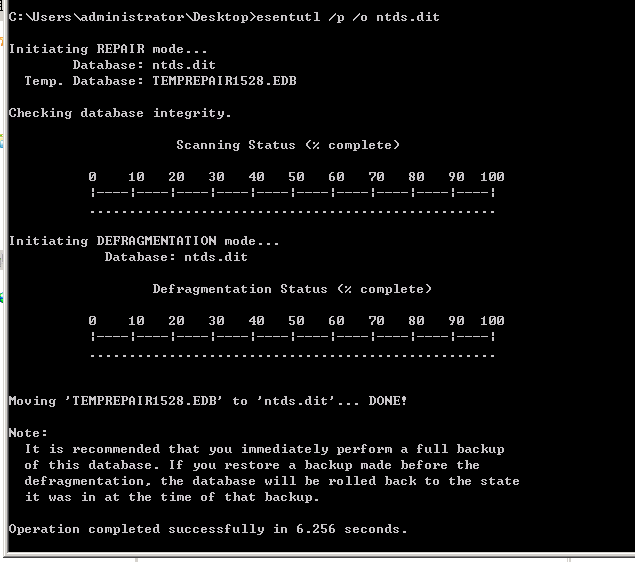 C:\Users\administrator\Desktop>esentutl /p /o ntds.dit
Initiating REPAIR mode...
Database: ntds.dit
Temp. Database: TEMPREPAIR1528.EDB
Checking database integrity.
Scanning Status (% complete)
0 10 20 30 40 50 60 70 80 90 100
|----|----|----|----|----|----|----|----|----|----|
...................................................
Initiating DEFRAGMENTATION mode...
Database: ntds.dit
Defragmentation Status (% complete)
0 10 20 30 40 50 60 70 80 90 100
|----|----|----|----|----|----|----|----|----|----|
...................................................
Moving 'TEMPREPAIR1528.EDB' to 'ntds.dit'... DONE!
Note:
It is recommended that you immediately perform a full backup
of this database. If you restore a backup made before the
defragmentation, the database will be rolled back to the state
it was in at the time of that backup.
Operation completed successfully in 6.256 seconds.